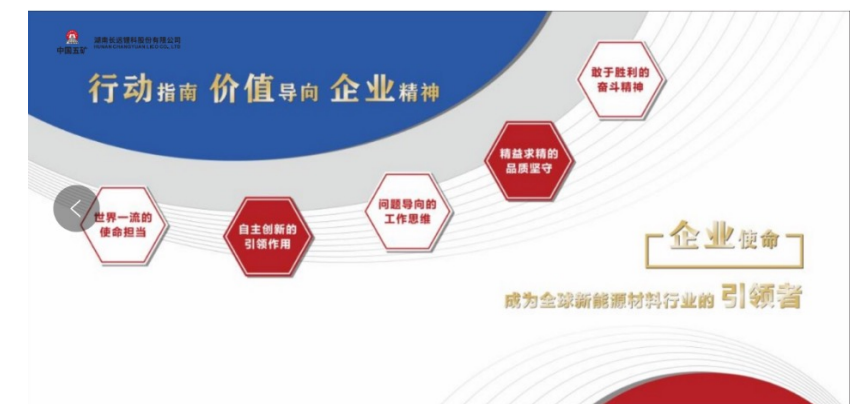 中国五矿
湖南长远锂科股份有限公司
行动指南 价值导向 企业精神
敢于胜利的
奋斗精神
精益求精的
品质坚守
问题导向的
工作思维
自主创新的
引领作用
世界一流的
使命担当
企业使命
成为全球新能源材料行业的引领者